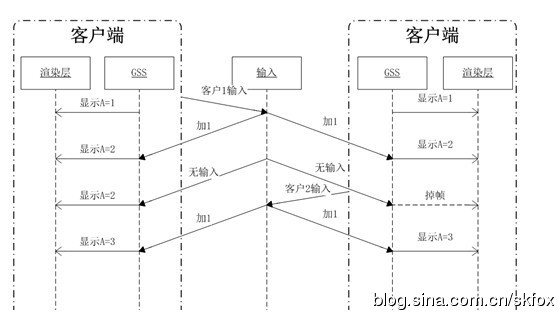 客户端
客户端
渲染层
GSS
输入
GSS
渲染层
客户1输入
显示A=1
显示A=1
加1
加1
显示A=2
显示A=2
无输入
无输入
客户2输入
显示A=2
掉帧
加1
加1
显示A=3
显示A=3
blog.sina.com.cn/skfox